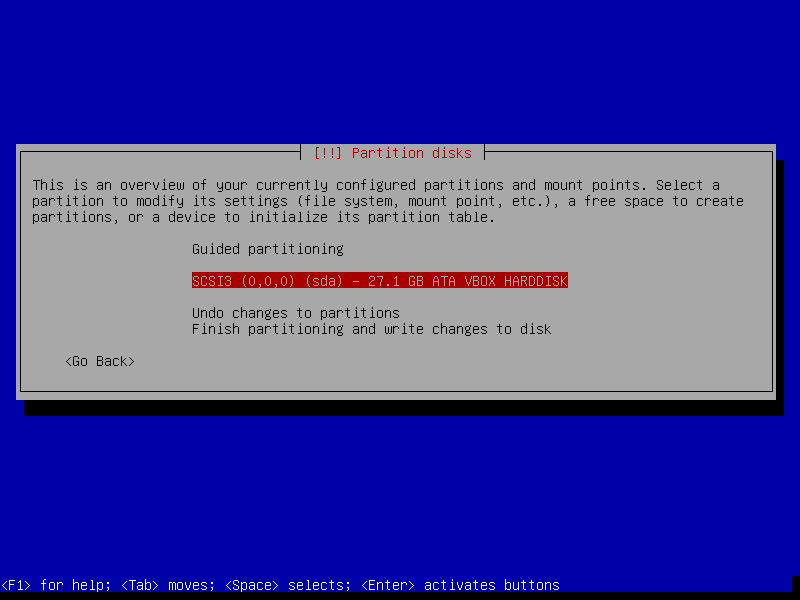 [!!] Partition disks
This is an overview of your currently configured partitions and mount points. Select a
partition to modify its settings (file system, mount point, etc.), a free space to create
partitions, or a device to initialize its partition table.
Guided partitioning
SCSI3 (0,0,0) (sda) - 27.1 GB ATA VBOX HARDDISK
Undo changes to partitions
Finish partitioning and write changes to disk
<Go Back>
<F1> for help; <Tab> moves; <Space> selects; <Enter> activates buttons